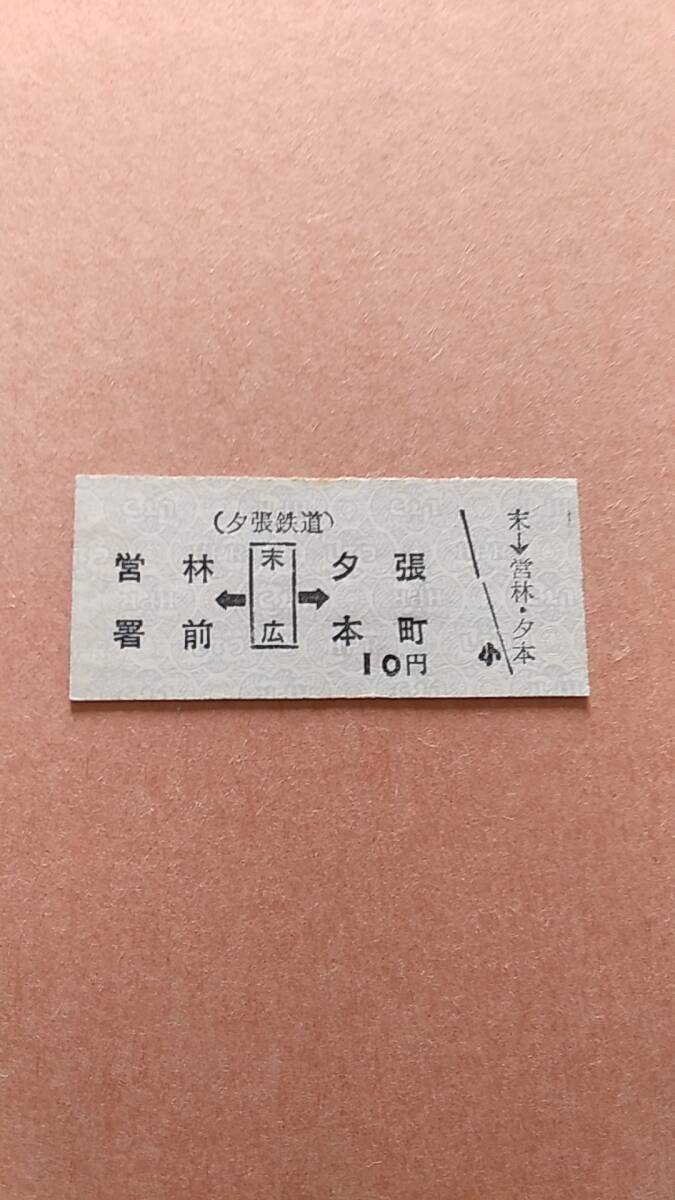 (夕張鉄道)
営林署前
末広
夕張本町
10円
末→営林・夕本
小